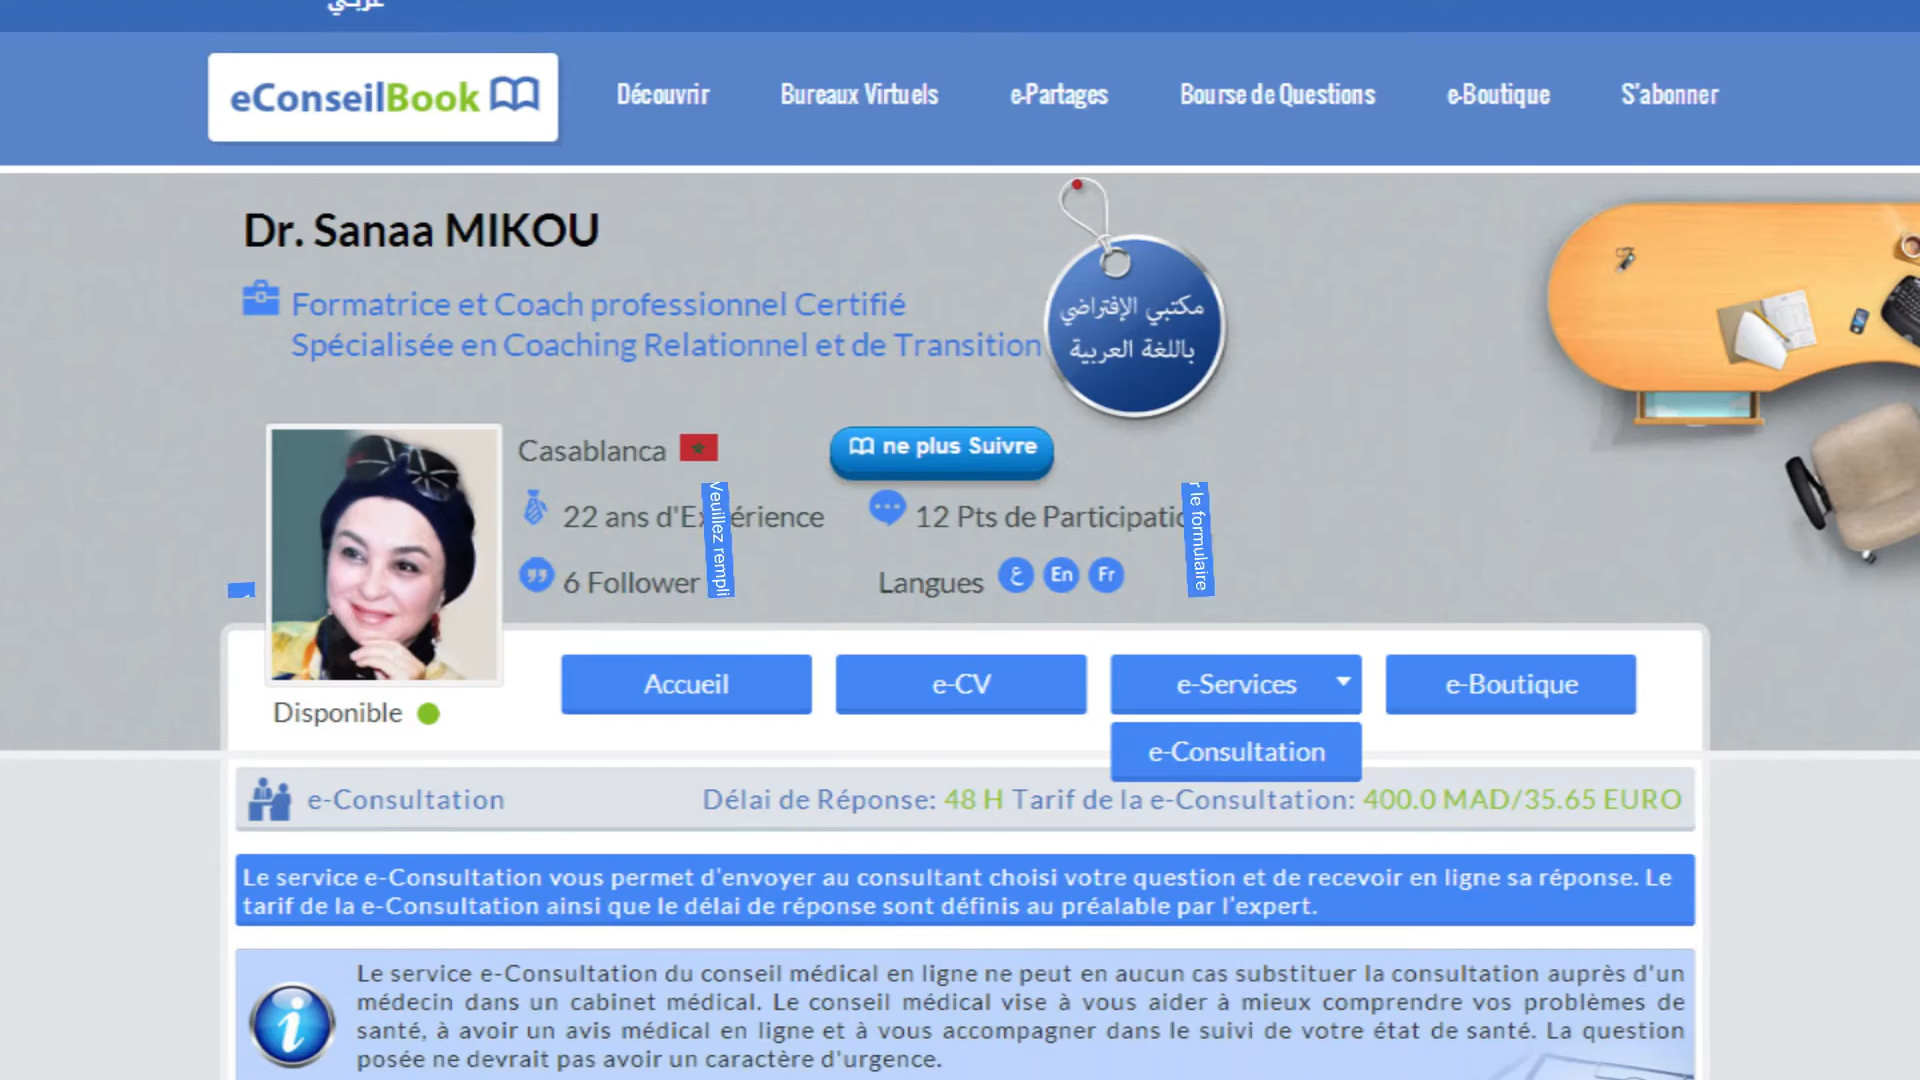 عربي
eConseilBook
Découvrir
Bureaux Virtuels
e-Partages
Bourse de Questions
e-Boutique
S'abonner
Dr. Sanaa MIKOU
Formatrice et Coach professionnel Certifié
Spécialisée en Coaching Relationnel et de Transition
مكتبي الإفتراضي
باللغة العربية
Casablanca
ne plus Suivre
22 ans d'Expérience
12 Pts de Participatio
Veuillez rempli
r le formulaire
6 Follower
Langues ع En Fr
Accueil
e-CV
e-Services
e-Boutique
Disponible
e-Consultation
e-Consultation
Délai de Réponse: 48 H Tarif de la e-Consultation: 400.0 MAD/35.65 EURO
Le service e-Consultation vous permet d'envoyer au consultant choisi votre question et de recevoir en ligne sa réponse. Le
tarif de la e-Consultation ainsi que le délai de réponse sont définis au préalable par l'expert.
Le service e-Consultation du conseil médical en ligne ne peut en aucun cas substituer la consultation auprès d'un
médecin dans un cabinet médical. Le conseil médical vise à vous aider à mieux comprendre vos problèmes de
santé, à avoir un avis médical en ligne et à vous accompagner dans le suivi de votre état de santé. La question
posée ne devrait pas avoir un caractère d'urgence.